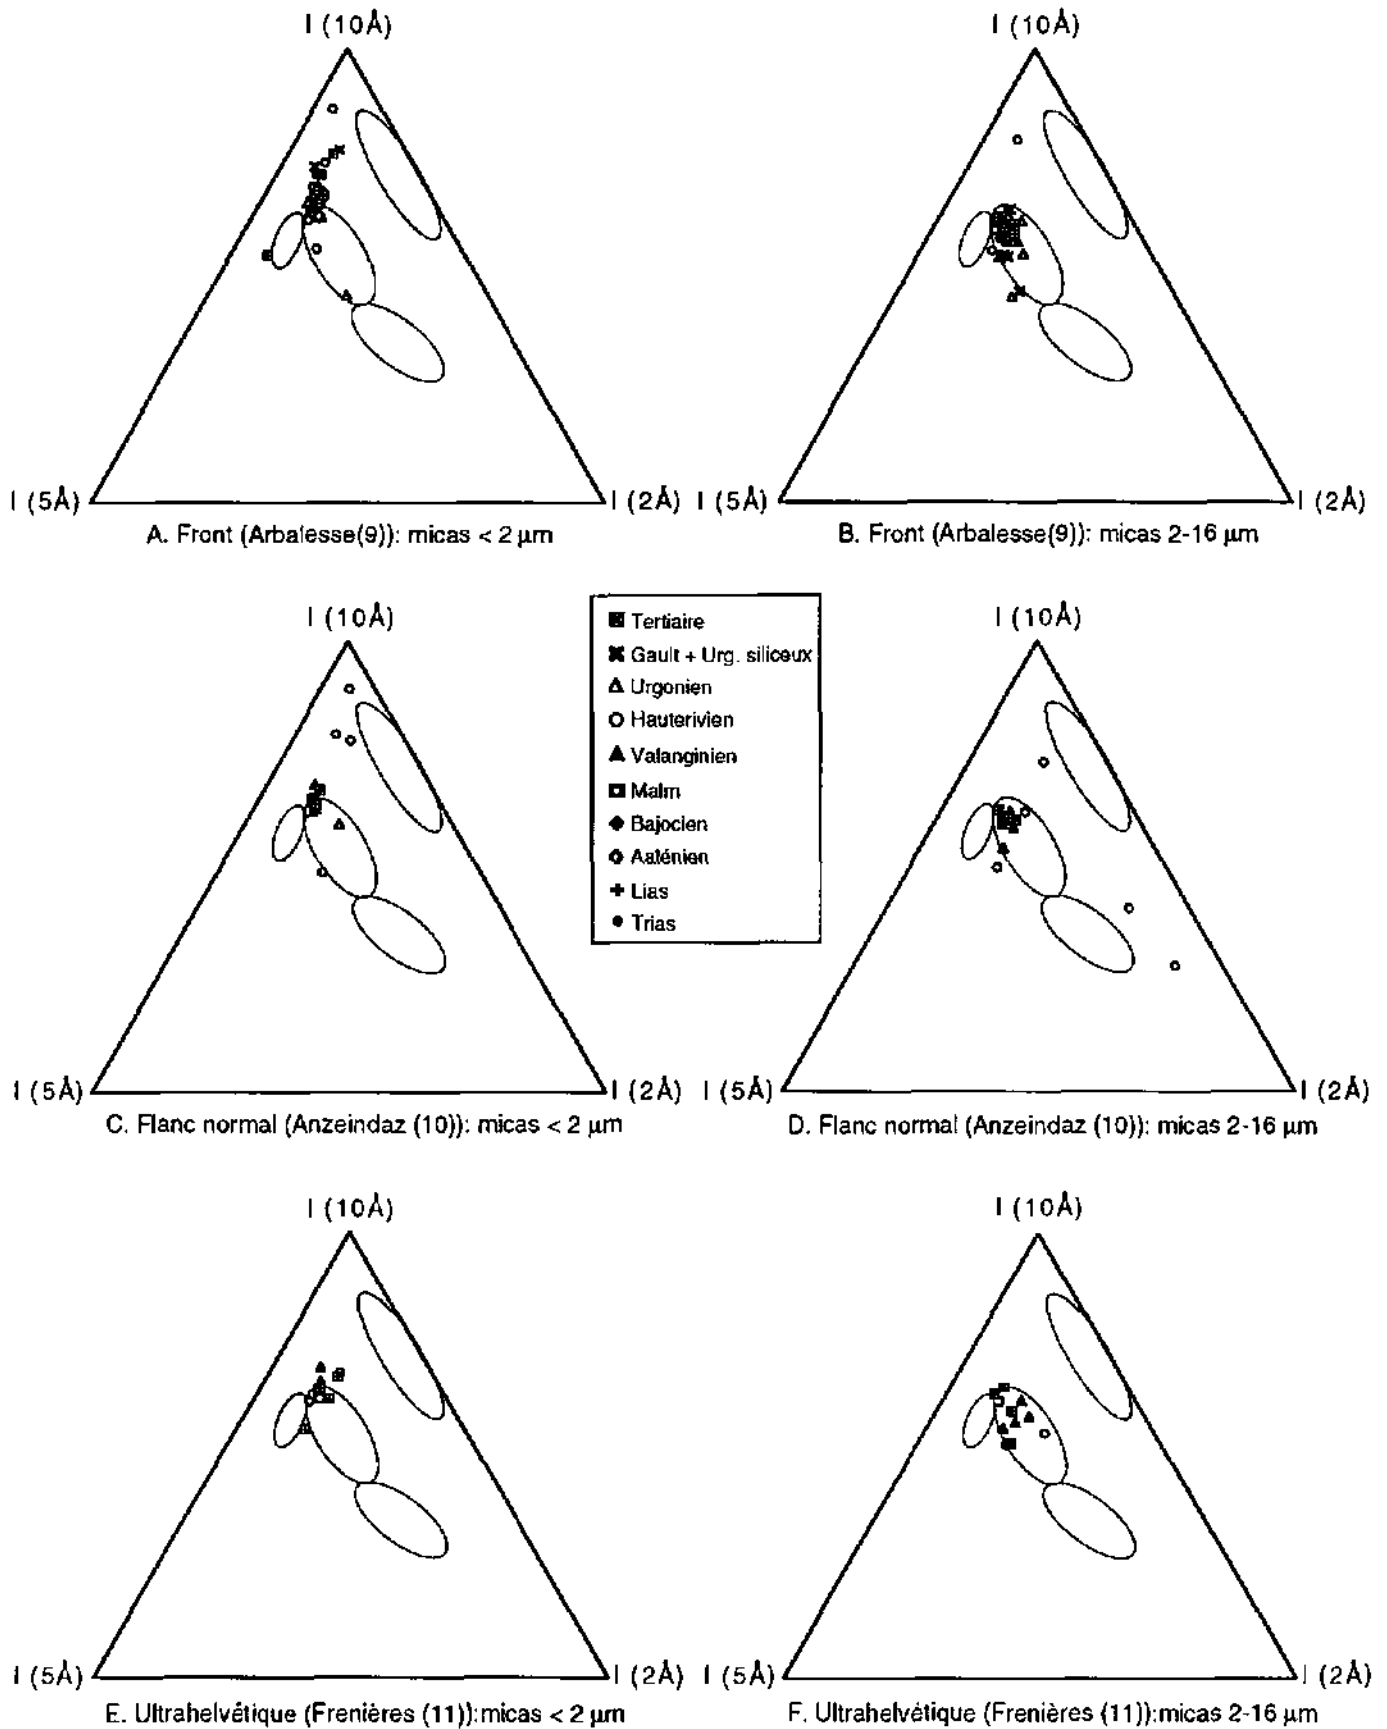 I (10Å)
I (10Å)
I (5Å)
I (2Å)
I (5Å)
I (2Å)
A. Front (Arbalesse(9)): micas < 2 µm
B. Front (Arbalesse(9)): micas 2-16 µm
I (10Å)
I (10Å)
Tertiaire
Gault + Urg. siliceux
Urgonien
Hauterivien
Valanginien
Malm
Bajocien
Aalénien
Lias
Trias
I (5Å)
I (2Å)
I (5Å)
I (2Å)
C. Flanc normal (Anzeindaz (10)): micas < 2 µm
D. Flanc normal (Anzeindaz (10)): micas 2-16 µm
I (10Å)
I (10Å)
I (5Å)
I (2Å)
I (5Å)
I (2Å)
E. Ultrahelvétique (Frenières (11)):micas < 2 µm
F. Ultrahelvétique (Frenières (11)):micas 2-16 µm